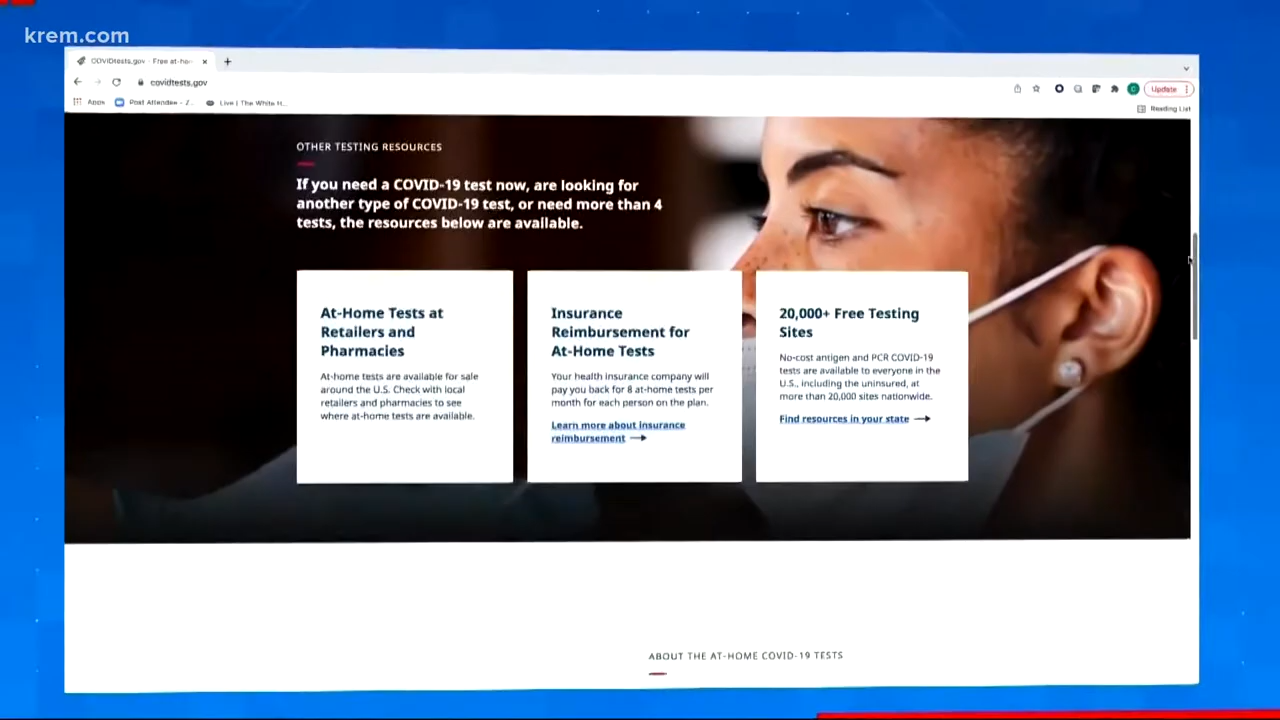 krem.com
COVIDtests.gov - Free at-ho
covidtests.gov
Update
Apps
Post Attendee - Z...
Live | The White H...
Reading List
OTHER TESTING RESOURCES
If you need a COVID-19 test now, are looking for
another type of COVID-19 test, or need more than 4
tests, the resources below are available.
At-Home Tests at
Retailers and
Pharmacies
At-home tests are available for sale
around the U.S. Check with local
retailers and pharmacies to see
where at-home tests are available.
Insurance
Reimbursement for
At-Home Tests
Your health insurance company will
pay you back for 8 at-home tests per
month for each person on the plan.
Learn more about insurance
reimbursement
20,000+ Free Testing
Sites
No-cost antigen and PCR COVID-19
tests are available to everyone in the
U.S., including the uninsured, at
more than 20,000 sites nationwide.
Find resources in your state
ABOUT THE AT-HOME COVID-19 TESTS